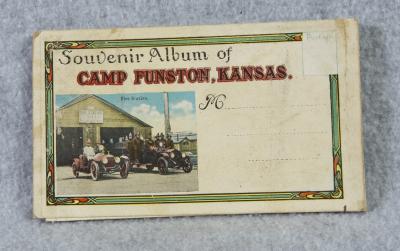 Souvenir Album of
CAMP FUNSTON, KANSAS.
Fire Station
M